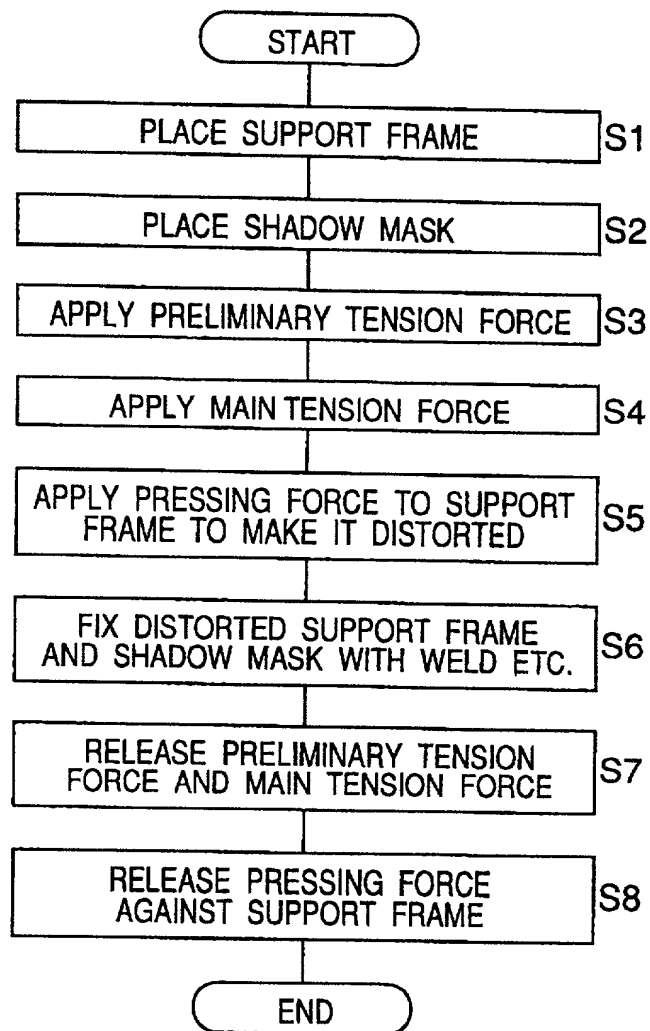 START
PLACE SUPPORT FRAME S1
PLACE SHADOW MASK S2
APPLY PRELIMINARY TENSION FORCE S3
APPLY MAIN TENSION FORCE S4
APPLY PRESSING FORCE TO SUPPORT
FRAME TO MAKE IT DISTORTED S5
FIX DISTORTED SUPPORT FRAME
AND SHADOW MASK WITH WELD ETC. S6
RELEASE PRELIMINARY TENSION
FORCE AND MAIN TENSION FORCE S7
RELEASE PRESSING FORCE
AGAINST SUPPORT FRAME S8
END